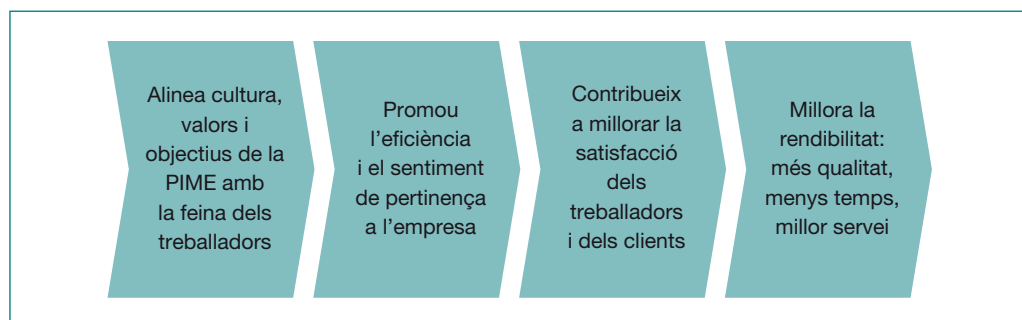 Alinea cultura,
valors i
objectius de la
PIME amb
la feina dels
treballadors
Promou
l’eficiència
i el sentiment
de pertinença
a l’empresa
Contribueix
a millorar la
satisfacció
dels
treballadors
i dels clients
Millora la
rendibilitat:
més qualitat,
menys temps,
millor servei